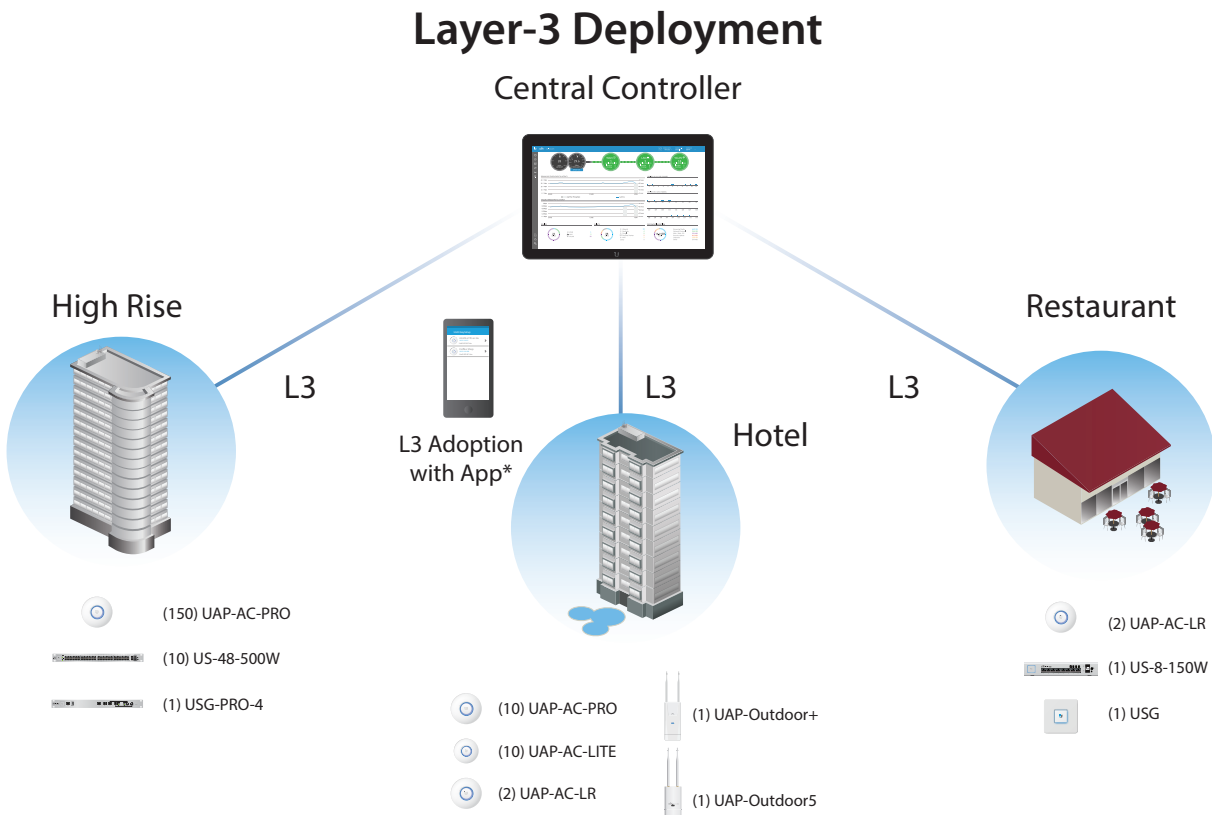 Layer-3 Deployment
Central Controller
High Rise
L3
L3 Adoption
with App*
L3
Hotel
L3
Restaurant
(150) UAP-AC-PRO
(10) US-48-500W
(1) USG-PRO-4
(10) UAP-AC-PRO
(10) UAP-AC-LITE
(2) UAP-AC-LR
(1) UAP-Outdoor+
(1) UAP-Outdoor5
(2) UAP-AC-LR
(1) US-8-150W
(1) USG